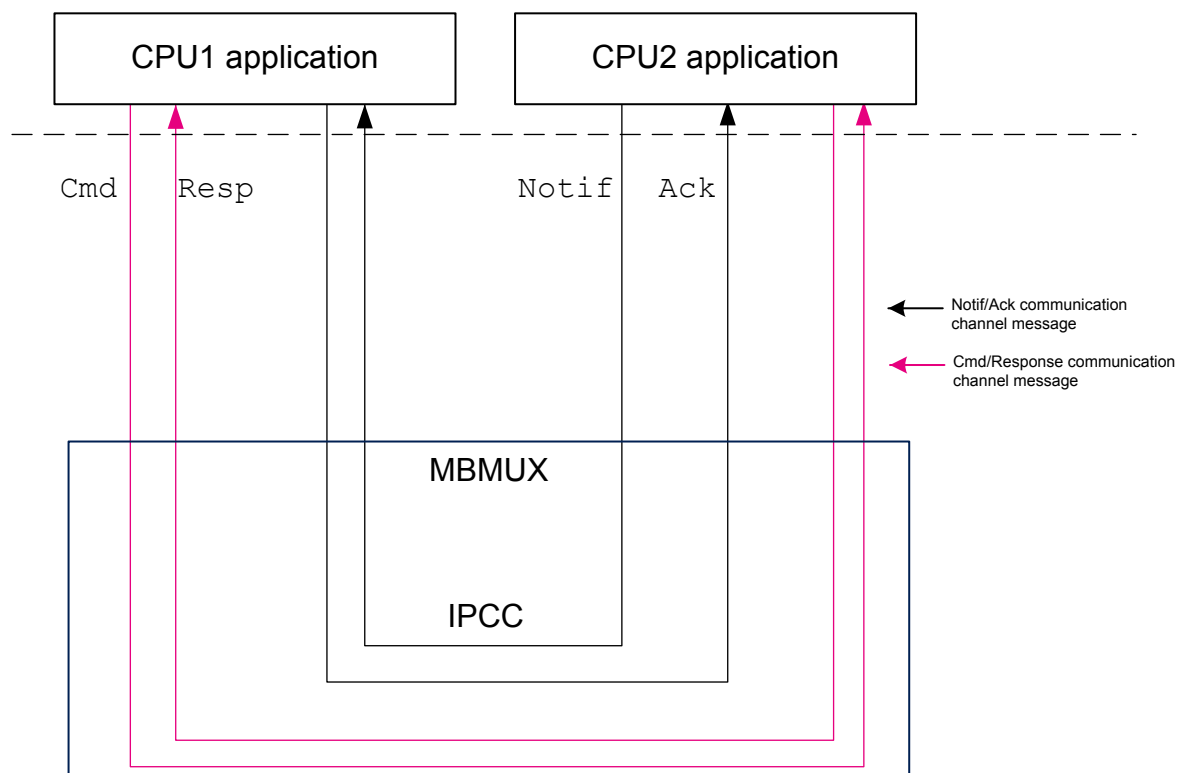 CPU1 application
CPU2 application
Cmd
Resp
Notif
Ack
Notif/Ack communication
channel message
Cmd/Response communication
channel message
MBMUX
IPCC